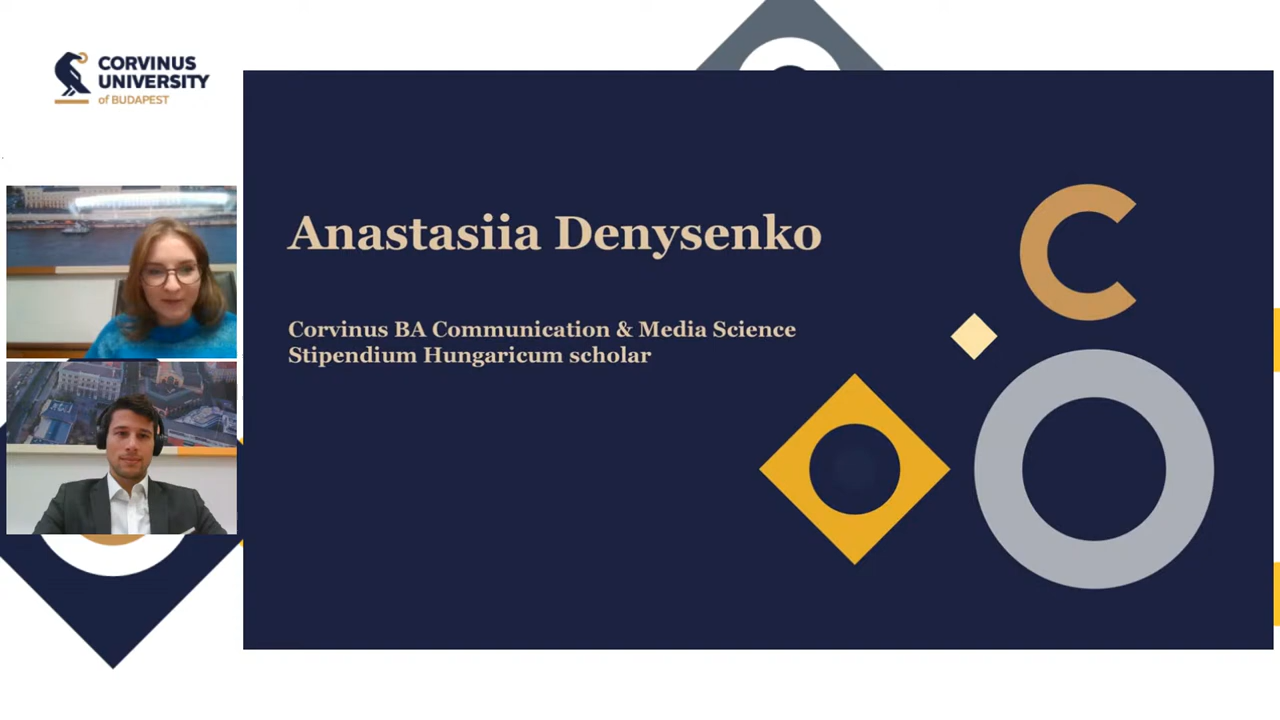 CORVINUS
UNIVERSITY
of BUDAPEST
Anastasiia Denysenko
Corvinus BA Communication & Media Science
Stipendium Hungaricum scholar